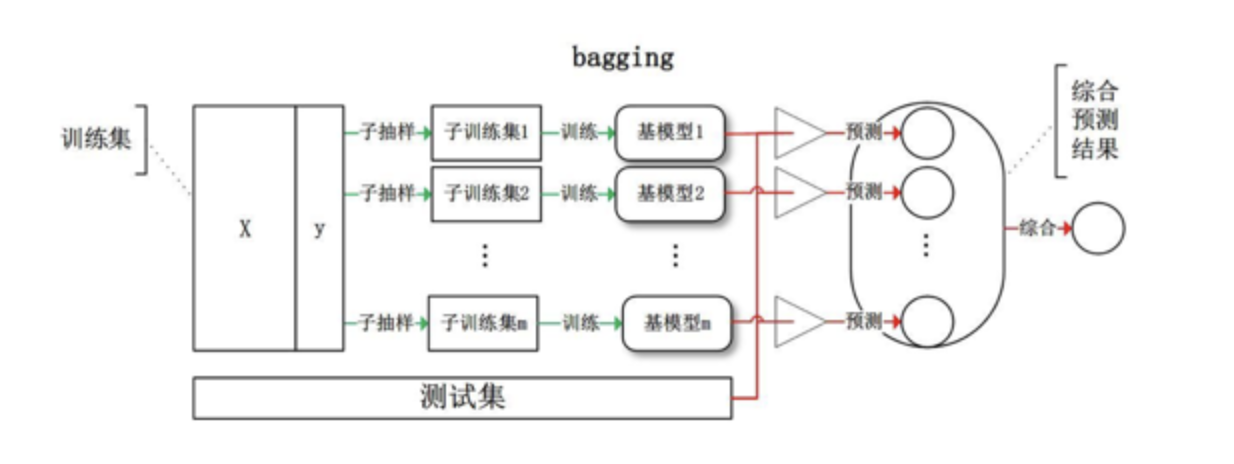 bagging
训练集
X
y
子抽样
子训练集1
训练
基模型1
预测
综合
预测
结果
子抽样
子训练集2
训练
基模型2
预测
综合
子抽样
子训练集m
训练
基模型m
预测
测试集